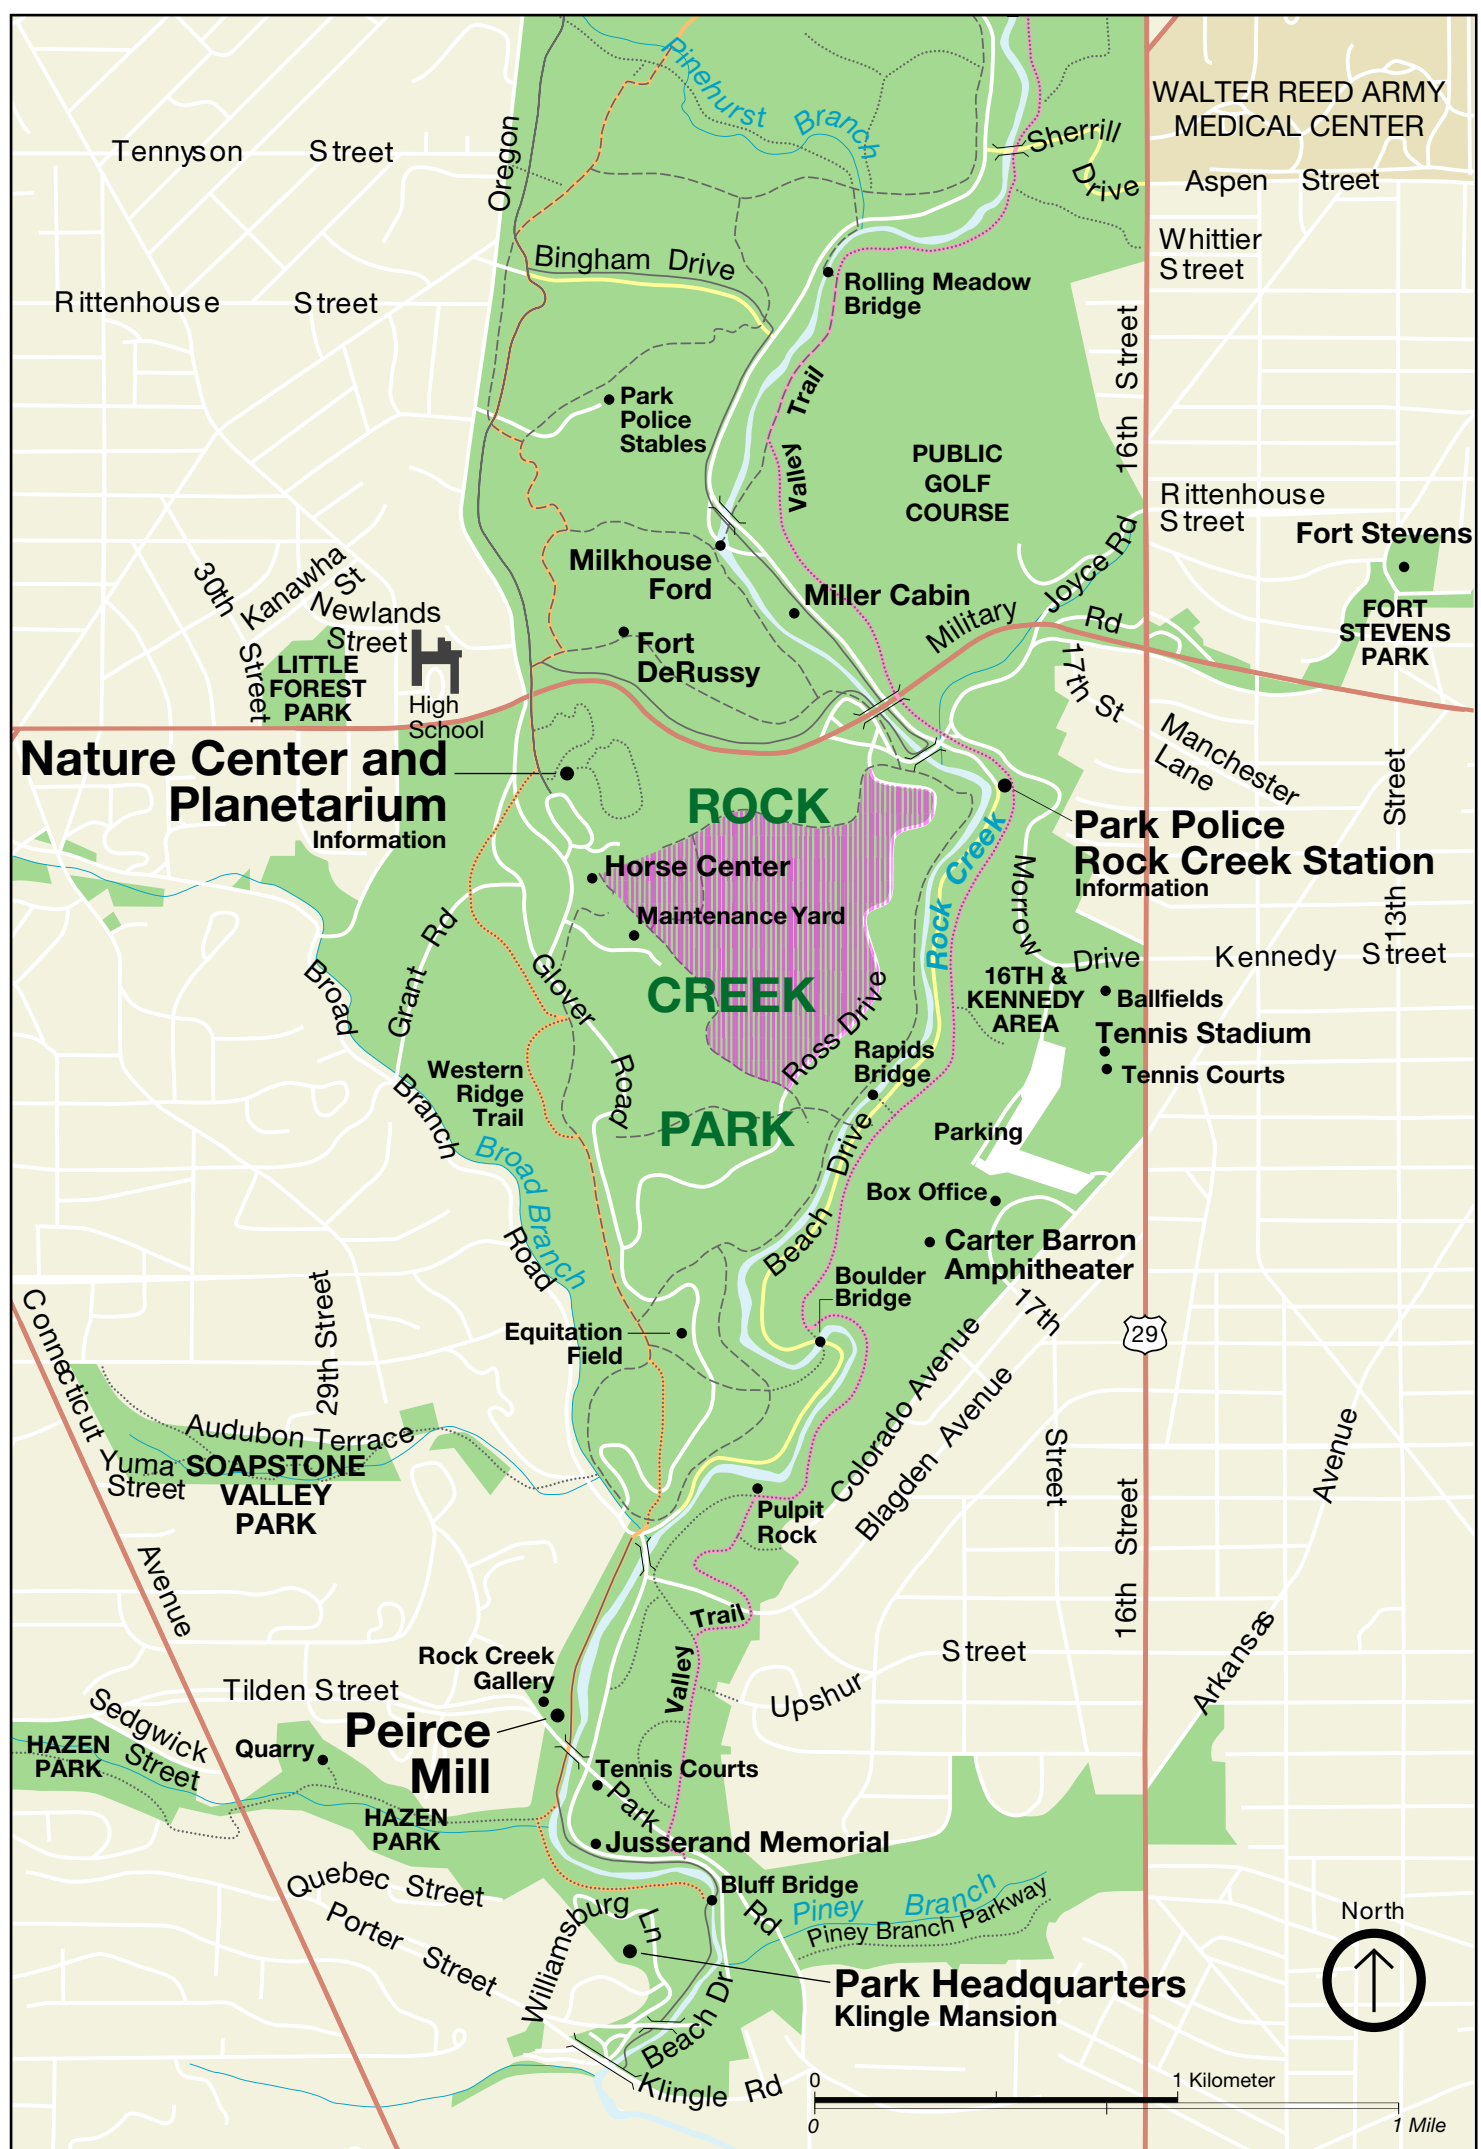 Pinehurst Branch
WALTER REED ARMY
MEDICAL CENTER
Sherrill
Drive
Tennyson Street
Oregon
Aspen Street
Whittier
Street
Bingham Drive
Rolling Meadow
Bridge
Rittenhouse Street
16th Street
Park
Police
Stables
Valley Trail
PUBLIC
GOLF
COURSE
Rittenhouse
Street
Fort Stevens
Joyce Rd
Milkhouse
Ford
Miller Cabin
30th Street
Kanawha
St
Newlands
Street
Military Rd
FORT
STEVENS
PARK
Fort
DeRussy
LITTLE
FOREST
PARK
High
School
17th St
Manchester
Lane
Nature Center and
Planetarium
Information
13th Street
ROCK
Rock Creek
Park Police
Rock Creek Station
Information
Horse Center
Maintenance Yard
Morrow
Drive
Kennedy Street
Grant Rd
Glover
Road
Broad
Branch
Road
CREEK
16TH &
KENNEDY
AREA
Ballfields
Tennis Stadium
Tennis Courts
Ross Drive
Rapids
Bridge
Western
Ridge
Trail
PARK
Parking
Broad Branch
Beach Drive
Box Office
Carter Barron
Amphitheater
Boulder
Bridge
Connecticut
Avenue
29th Street
Equitation
Field
17th
Street
29
Colorado Avenue
Blagden Avenue
Audubon Terrace
Yuma
Street
SOAPSTONE
VALLEY
PARK
Arkansas
Avenue
Pulpit
Rock
16th Street
Trail
Valley
Rock Creek
Gallery
Street
Upshur
Tilden Street
Sedgwick
Street
Peirce
Mill
HAZEN
PARK
Quarry
Tennis Courts
Park
Rd
HAZEN
PARK
Jusserand Memorial
Quebec Street
Bluff Bridge
Piney Branch
Piney Branch Parkway
Porter Street
Williamsburg
Ln
North
Park Headquarters
Klingle Mansion
Beach Dr
Klingle Rd
0 1 Kilometer
0 1 Mile